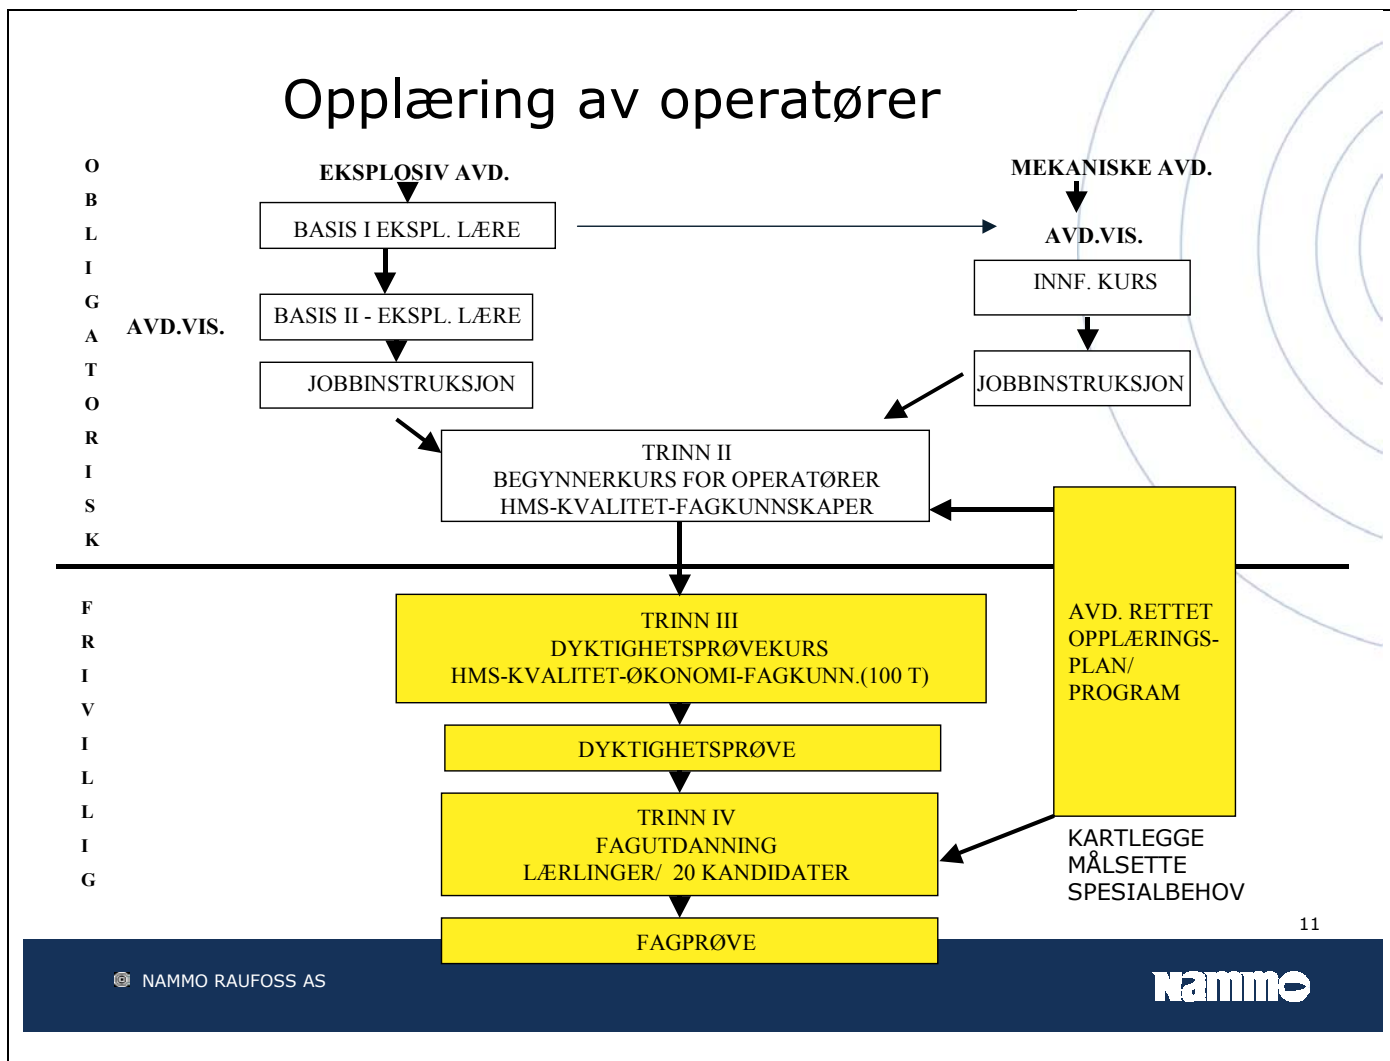 Opplæring av operatører
OBLIGATORISK
EKSPLOSIV AVD.
MEKANISKE AVD.
BASIS I EKSPL. LÆRE
AVD.VIS.
INNF. KURS
AVD.VIS.
BASIS II - EKSPL. LÆRE
JOBBINSTRUKSJON
JOBBINSTRUKSJON
TRINN II
BEGYNNERKURS FOR OPERATØRER
HMS-KVALITET-FAGKUNNSKAPER
FRIVILLIG
TRINN III
DYKTIGHETSPRØVEKURS
HMS-KVALITET-ØKONOMI-FAGKUNN.(100 T)
AVD. RETTET
OPPLÆRINGS-
PLAN/
PROGRAM
DYKTIGHETSPRØVE
TRINN IV
FAGUTDANNING
LÆRLINGER/ 20 KANDIDATER
KARTLEGGE
MÅLSETTE
SPESIALBEHOV
FAGPRØVE
11
NAMMO RAUFOSS AS
Nammo